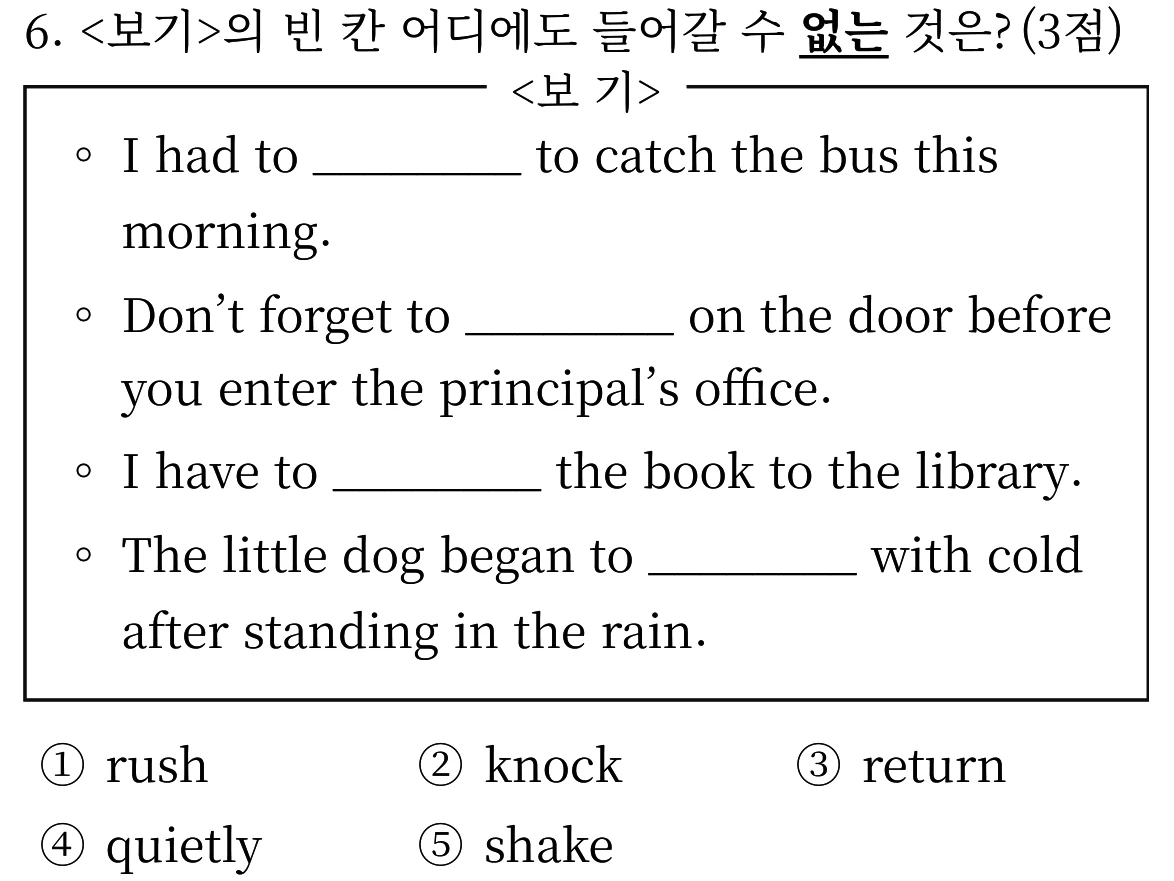 6. <보기>의 빈 칸 어디에도 들어갈 수 없는 것은? (3점)
<보 기>
◦ I had to ________ to catch the bus this
morning.
◦ Don’t forget to ________ on the door before
you enter the principal’s office.
◦ I have to ________ the book to the library.
◦ The little dog began to ________ with cold
after standing in the rain.
① rush ② knock ③ return
④ quietly ⑤ shake